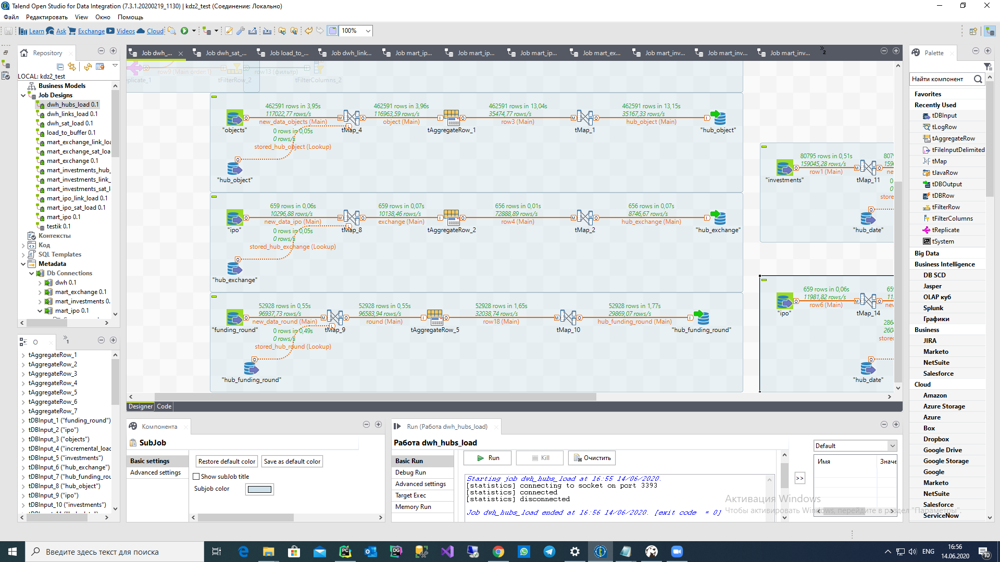 Talend Open Studio for Data Integration (7.3.1.20200219_1130) | kdz2_test (Соединение: Локально)
Файл Редактировать View Окно Помощь
Learn Ask Exchange Videos Cloud 100%
Repository
LOCAL: kdz2_test
Business Models
Job Designs
dwh_hubs_load 0.1
dwh_links_load 0.1
dwh_sat_load 0.1
load_to_buffer 0.1
mart_exchange_link_loa
mart_exchange_sat_loa
mart_exchange 0.1
mart_investments_hub_
mart_investments_link_
mart_investments_sat_l
mart_ipo_link_load 0.1
mart_ipo_sat_load 0.1
mart_ipo 0.1
testik 0.1
Контексты
Код
SQL Templates
Metadata
Db Connections
dwh 0.1
mart_exchange 0.1
mart_investments 0.
mart_ipo 0.1
O
1
tAggregateRow_1
tAggregateRow_2
tAggregateRow_3
tAggregateRow_4
tAggregateRow_5
tAggregateRow_6
tAggregateRow_7
tDBInput_1 ("funding_round")
tDBInput_2 ("ipo")
tDBInput_3 ("objects")
tDBInput_4 ("incremental_load
tDBInput_5 ("investments")
tDBInput_6 ("hub_exchange")
tDBInput_7 ("hub_funding_rou
tDBInput_8 ("hub_object")
tDBInput_9 ("ipo")
tDBInput_10 ("investments")
Job dwh_... Job dwh_sat_... Job load_to_... Job dwh_link... Job mart_ip... Job mart_ip... Job mart_ip... Job mart_ex... Job mart_inv... Job mart_inv... Job mart_inv... 2
row9 (Main order:1) row13 (фильтр)
eplicate_1 tFilterRow_2 tFilterColumns_2
462591 rows in 3,95s 462591 rows in 3,96s 462591 rows in 13,04s 462591 rows in 13,15s
117022,77 rows/s 116963,59 rows/s 35474,77 rows/s 35167,33 rows/s
new_data_objects (Main) object (Main) row3 (Main) hub_object (Main)
"objects" tMap_4 tAggregateRow_1 tMap_1 "hub_object"
0 rows in 0,05s
0 rows/s
stored_hub_object (Lookup)
"hub_object"
659 rows in 0,06s 659 rows in 0,07s 656 rows in 0,01s 656 rows in 0,07s
10296,88 rows/s 10138,46 rows/s 72888,89 rows/s 8746,67 rows/s
new_data_ipo (Main) exchange (Main) row4 (Main) hub_exchange (Main)
"ipo" tMap_8 tAggregateRow_2 tMap_2 "hub_exchange"
0 rows in 0,05s
0 rows/s
stored_hub_exchange (Lookup)
"hub_exchange"
52928 rows in 0,55s 52928 rows in 0,55s 52928 rows in 1,65s 52928 rows in 1,77s
96937,73 rows/s 96583,94 rows/s 32038,74 rows/s 29869,07 rows/s
new_data_round (Main) round (Main) row18 (Main) hub_funding_round (Main)
"funding_round" tMap_9 tAggregateRow_5 tMap_10 "hub_funding_round"
0 rows in 0,49s
0 rows/s
stored_hub_round (Lookup)
"hub_funding_round"
80795 rows in 0,51s 8079
159045,28 rows/s 159
row1 (Main) ne
"investments" tMap_11 0
0
store
"hub_date"
659 rows in 0,06s 659
11981,82 rows/s 11.
row6 (Main) new
"ipo" tMap_14
286
260
store
"hub_date"
Designer Code
Компонента
SubJob
Basic settings
Advanced settings
Restore default color Save as default color
Show subJob title
Subjob color
Run (Работа dwh_hubs_load)
Работа dwh_hubs_load
Basic Run
Debug Run
Advanced settings
Target Exec
Memory Run
Run Kill Очистить
Starting job dwh_hubs_load at 16:55 14/06/2020.
[statistics] connecting to socket on port 3393
[statistics] connected
[statistics] disconnected
Job dwh_hubs_load ended at 16:56 14/06/2020. [exit code = 0]
>>
Default
Имя Значе
Активация Windows
Чтобы активировать Windows, перейдите в раздел "Параметры".
Palette
Найти компонент
Favorites
Recently Used
tDBInput
tLogRow
tAggregateRow
tFileInputDelimited
tMap
tJavaRow
tDBOutput
tDBRow
tFilterRow
tFilterColumns
tReplicate
tSystem
Big Data
Business Intelligence
DB SCD
Jasper
OLAP куб
Splunk
Графики
Business
JIRA
Marketo
NetSuite
Salesforce
Cloud
Amazon
Azure Storage
Azure
Box
Dropbox
Google Drive
Google Storage
Google
Marketo
NetSuite
Salesforce
ServiceNow
Введите здесь текст для поиска
ENG
16:56
14.06.2020
10